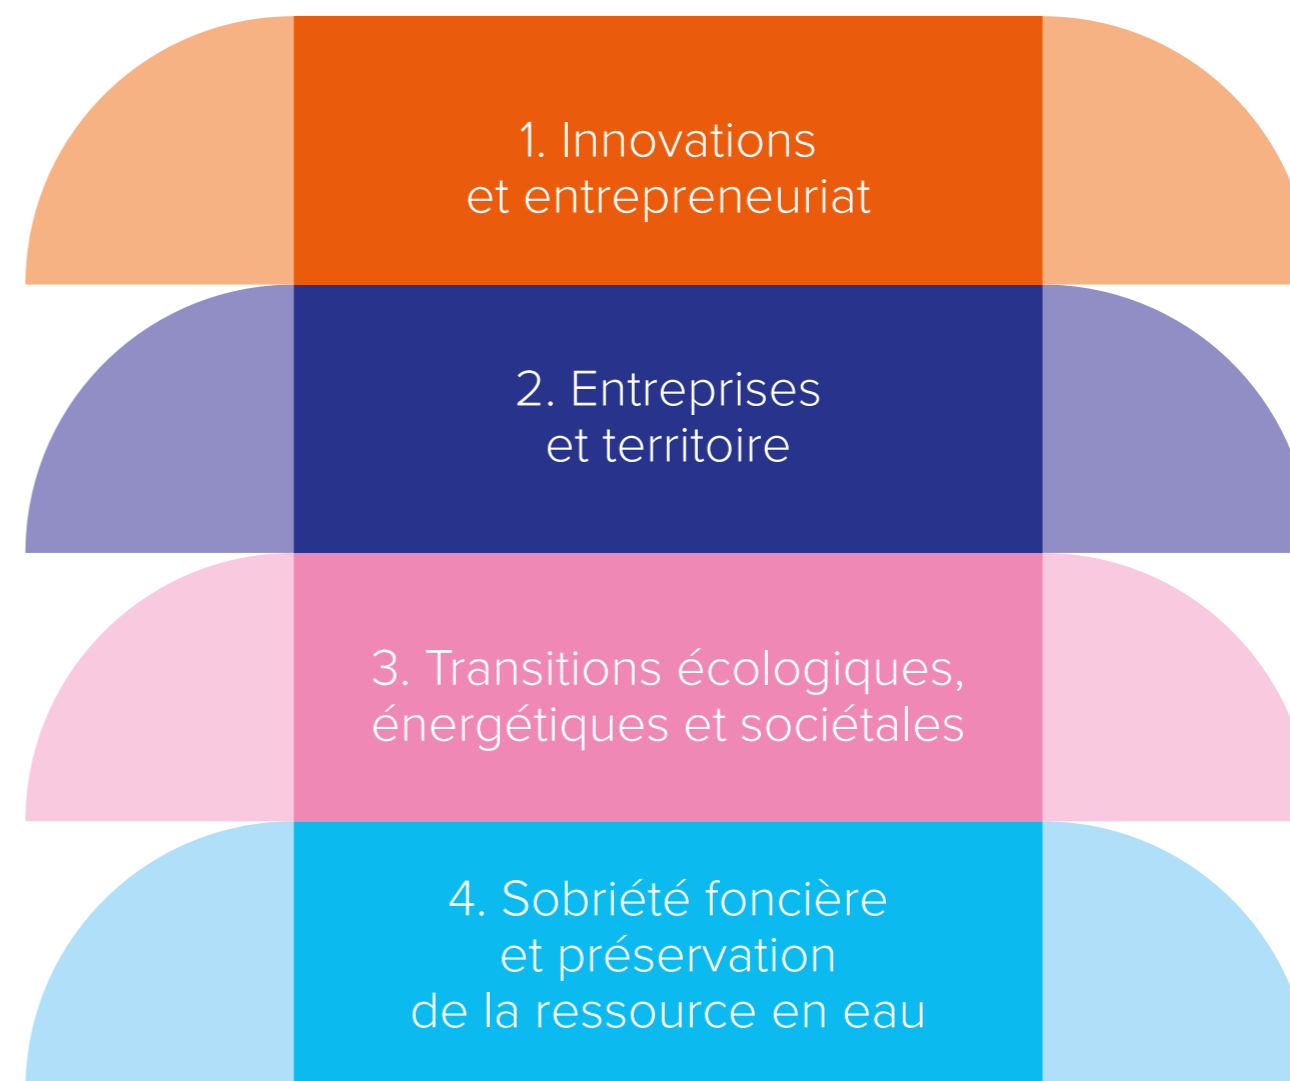 1. Innovations
et entrepreneuriat
2. Entreprises
et territoire
3. Transitions écologiques,
énergétiques et sociétales
4. Sobriété foncière
et préservation
de la ressource en eau